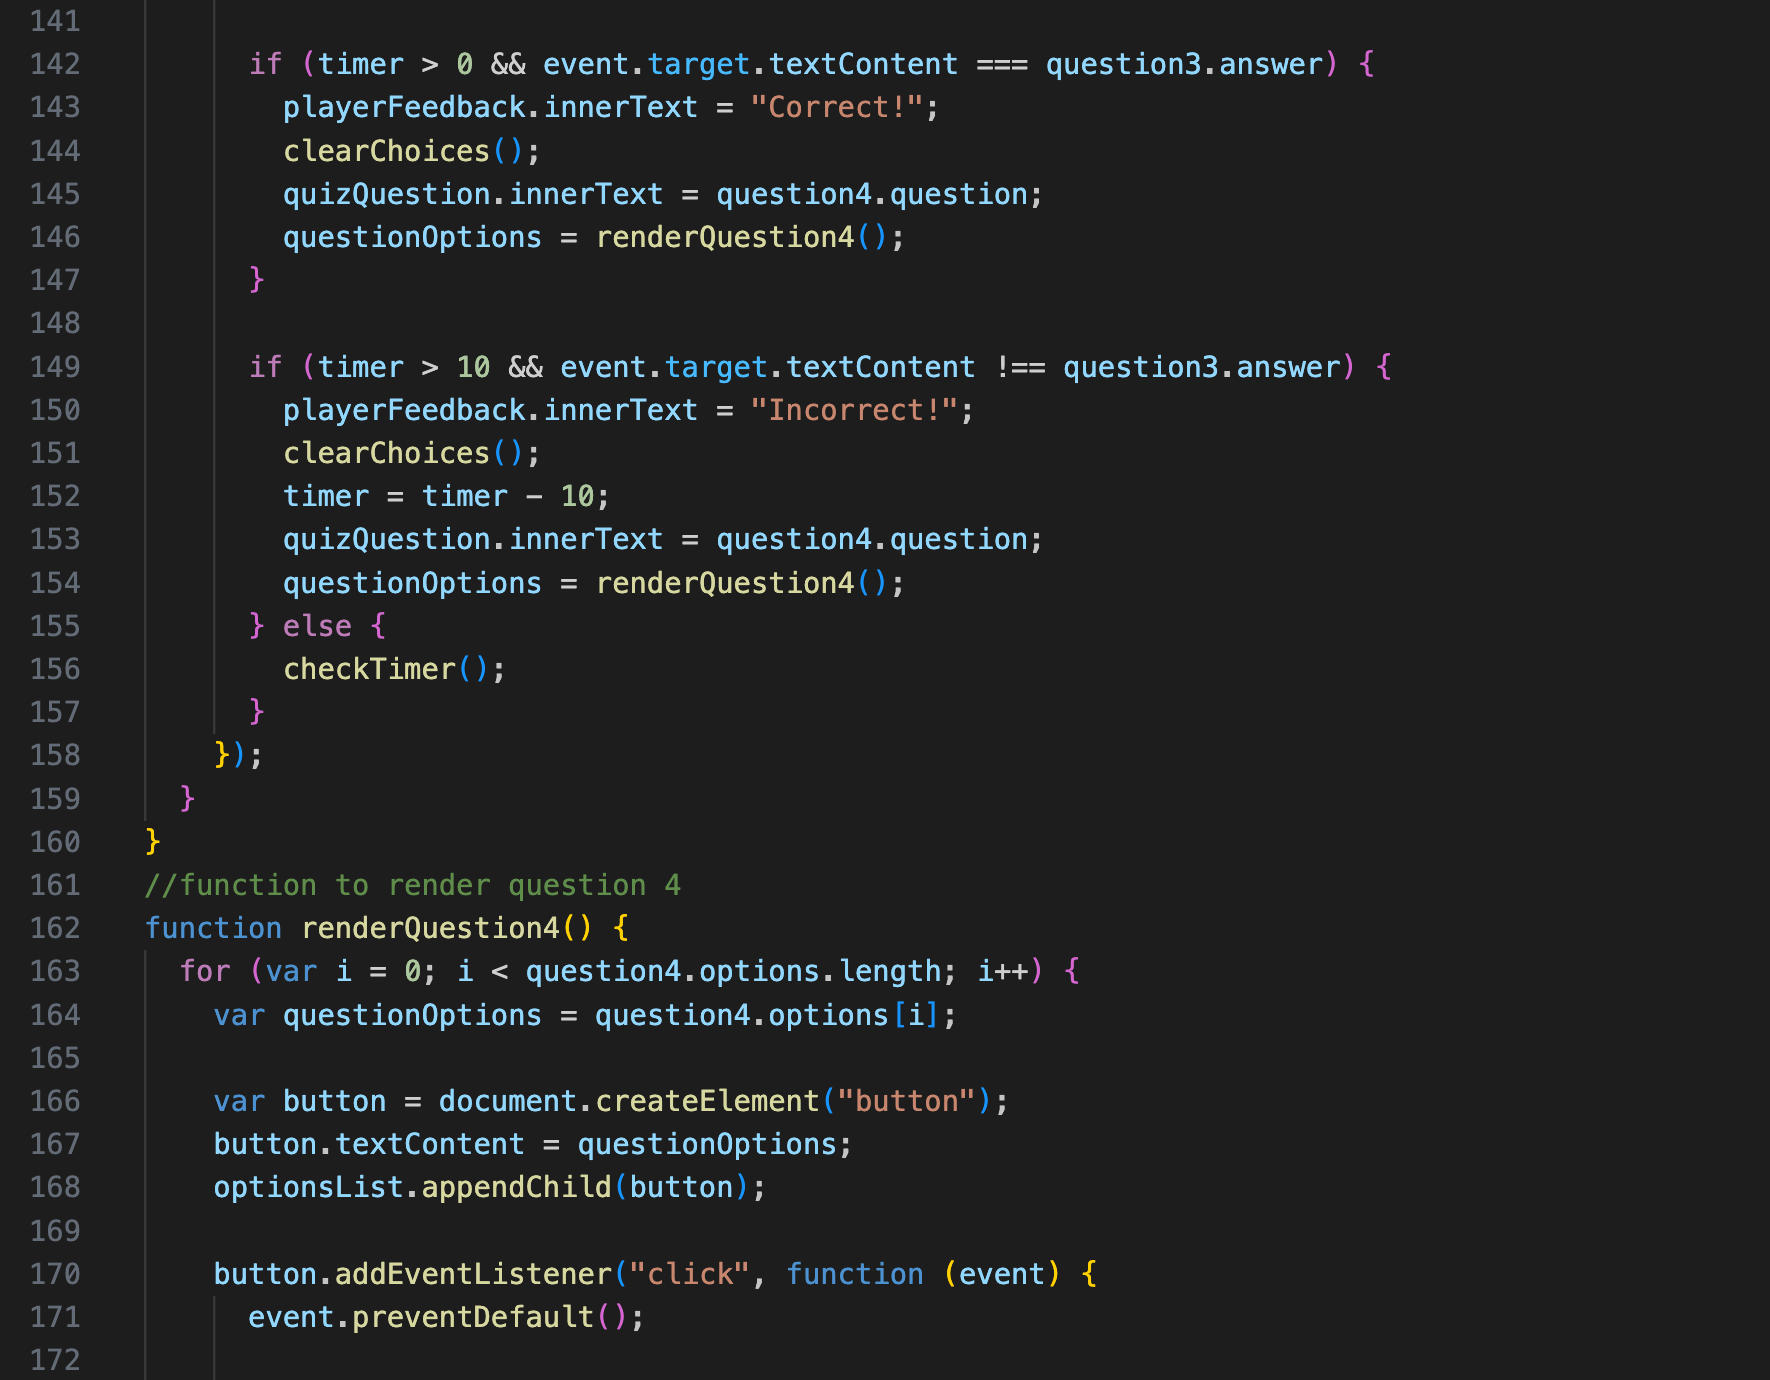 141
142 if (timer > 0 && event.target.textContent === question3.answer) {
143 playerFeedback.innerText = "Correct!";
144 clearChoices();
145 quizQuestion.innerText = question4.question;
146 questionOptions = renderQuestion4();
147 }
148
149 if (timer > 10 && event.target.textContent !== question3.answer) {
150 playerFeedback.innerText = "Incorrect!";
151 clearChoices();
152 timer = timer - 10;
153 quizQuestion.innerText = question4.question;
154 questionOptions = renderQuestion4();
155 } else {
156 checkTimer();
157 }
158 });
159 }
160 }
161 //function to render question 4
162 function renderQuestion4() {
163 for (var i = 0; i < question4.options.length; i++) {
164 var questionOptions = question4.options[i];
165
166 var button = document.createElement("button");
167 button.textContent = questionOptions;
168 optionsList.appendChild(button);
169
170 button.addEventListener("click", function (event) {
171 event.preventDefault();
172